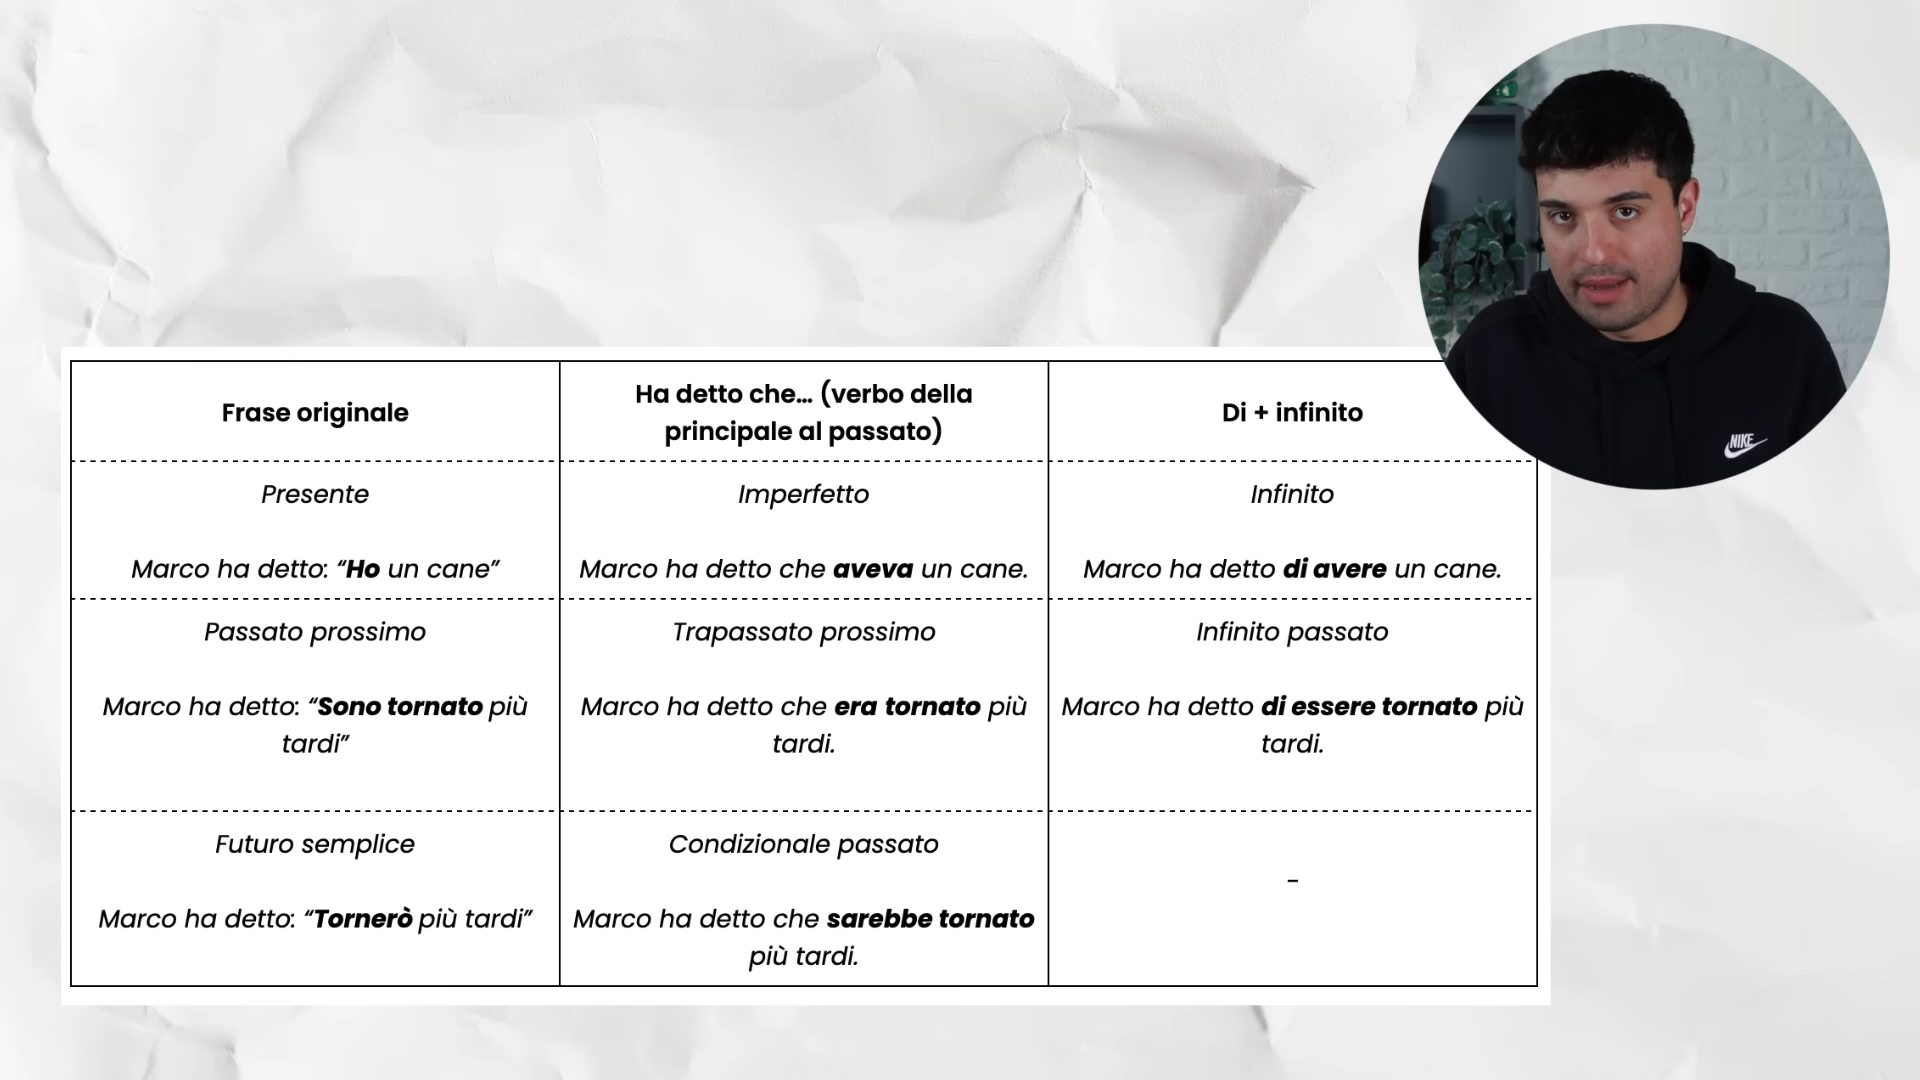 Frase originale
Ha detto che... (verbo della
principale al passato)
Di + infinito
Presente
Marco ha detto: “Ho un cane”
Imperfetto
Marco ha detto che aveva un cane.
Infinito
Marco ha detto di avere un cane.
Passato prossimo
Marco ha detto: “Sono tornato più
tardi”
Trapassato prossimo
Marco ha detto che era tornato più
tardi.
Infinito passato
Marco ha detto di essere tornato più
tardi.
Futuro semplice
Marco ha detto: “Tornerò più tardi”
Condizionale passato
Marco ha detto che sarebbe tornato
più tardi.
-
NIKE